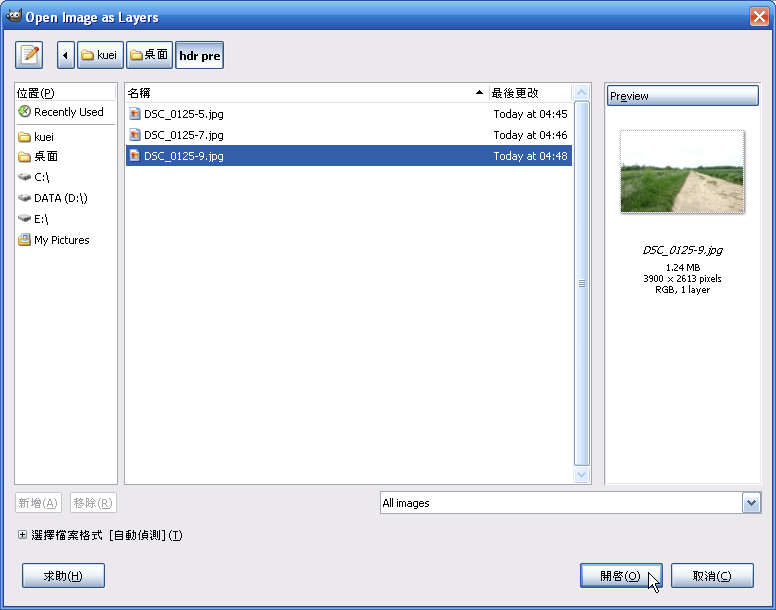 Open Image as Layers
kuei 桌面 hdr pre
位置(P)
Recently Used
kuei
桌面
C:\
DATA (D:\)
E:\
My Pictures
名稱 最後更改
DSC_0125-5.jpg Today at 04:45
DSC_0125-7.jpg Today at 04:46
DSC_0125-9.jpg Today at 04:48
Preview
DSC_0125-9.jpg
1.24 MB
3900 × 2613 pixels
RGB, 1 layer
新增(A) 移除(R) All images
選擇檔案格式 [自動偵測](T)
求助(H) 開啓(O) 取消(C)